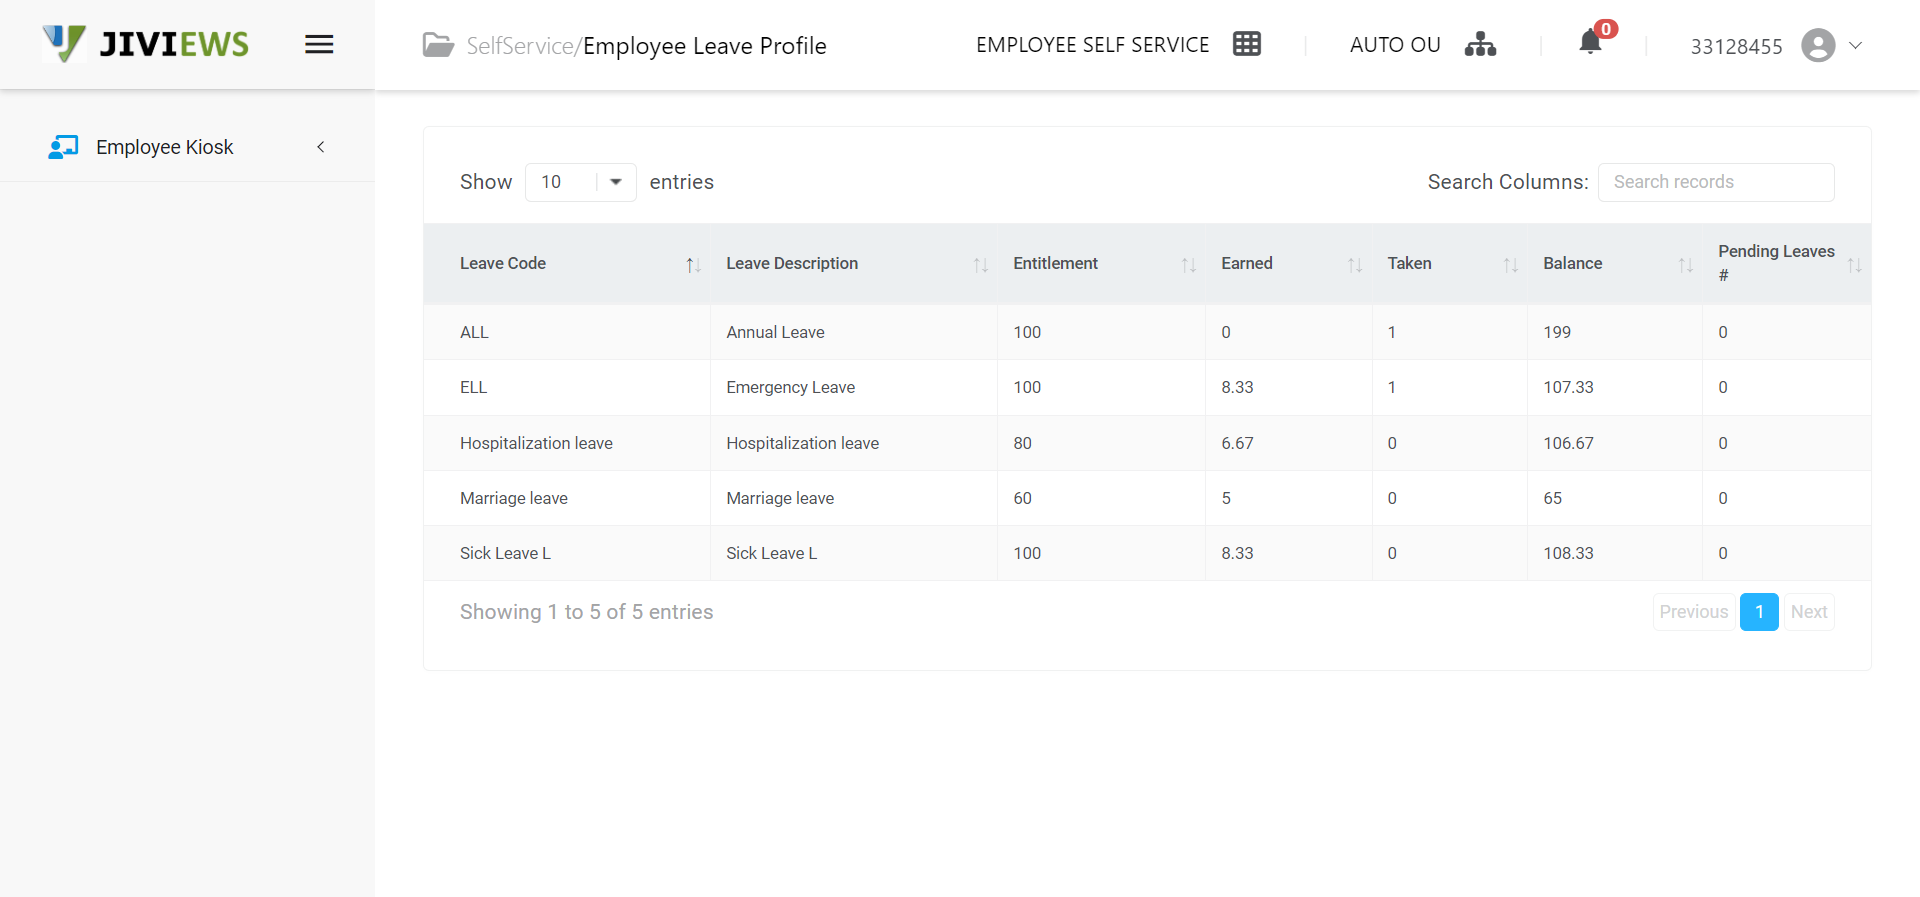 JIVIEWS
SelfService/Employee Leave Profile
EMPLOYEE SELF SERVICE
AUTO OU
0
33128455
Employee Kiosk
Show 10 entries
Search Columns: Search records
Leave Code Leave Description Entitlement Earned Taken Balance Pending Leaves #
ALL Annual Leave 100 0 1 199 0
ELL Emergency Leave 100 8.33 1 107.33 0
Hospitalization leave Hospitalization leave 80 6.67 0 106.67 0
Marriage leave Marriage leave 60 5 0 65 0
Sick Leave L Sick Leave L 100 8.33 0 108.33 0
Showing 1 to 5 of 5 entries
Previous 1 Next